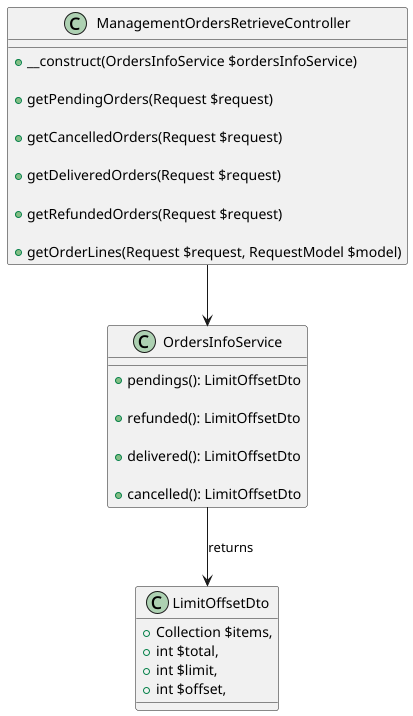 C ManagementOrdersRetrieveController
__construct(OrdersInfoService $ordersInfoService)
getPendingOrders(Request $request)
getCancelledOrders(Request $request)
getDeliveredOrders(Request $request)
getRefundedOrders(Request $request)
getOrderLines(Request $request, RequestModel $model)
C OrdersInfoService
pendings(): LimitOffsetDto
refunded(): LimitOffsetDto
delivered(): LimitOffsetDto
cancelled(): LimitOffsetDto
returns
C LimitOffsetDto
Collection $items,
int $total,
int $limit,
int $offset,